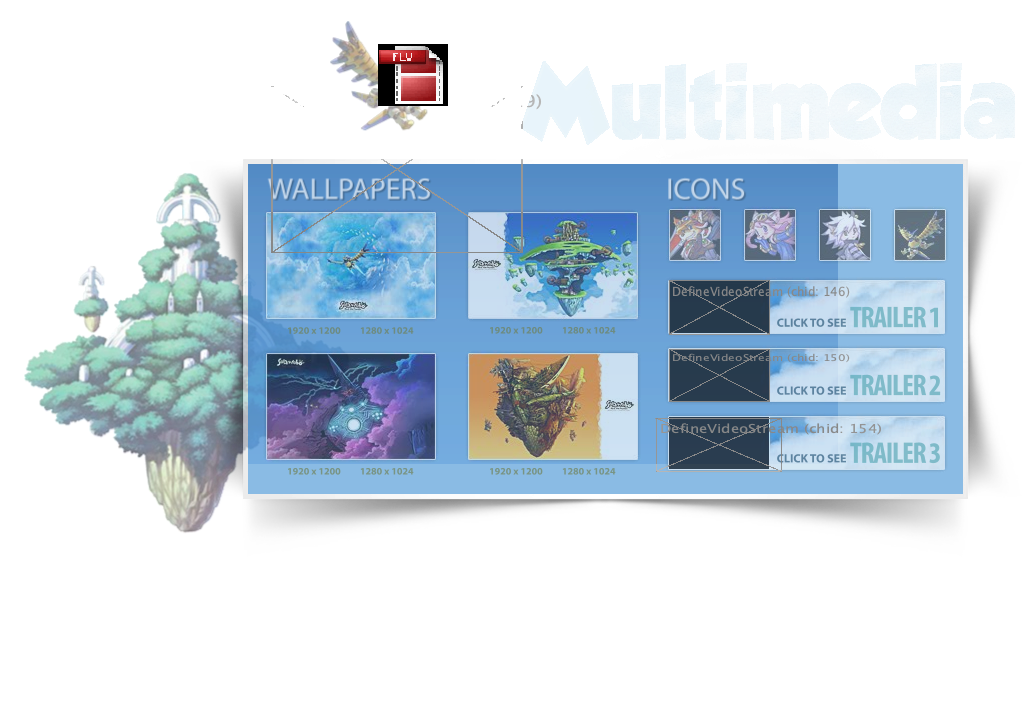 FLV
9)
Multimedia
WALLPAPERS
ICONS
1920 x 1200 1280 x 1024
1920 x 1200 1280 x 1024
DefineVideoStream (chid: 146)
CLICK TO SEE TRAILER 1
DefineVideoStream (chid: 150)
CLICK TO SEE TRAILER 2
DefineVideoStream (chid: 154)
CLICK TO SEE TRAILER 3
1920 x 1200 1280 x 1024
1920 x 1200 1280 x 1024